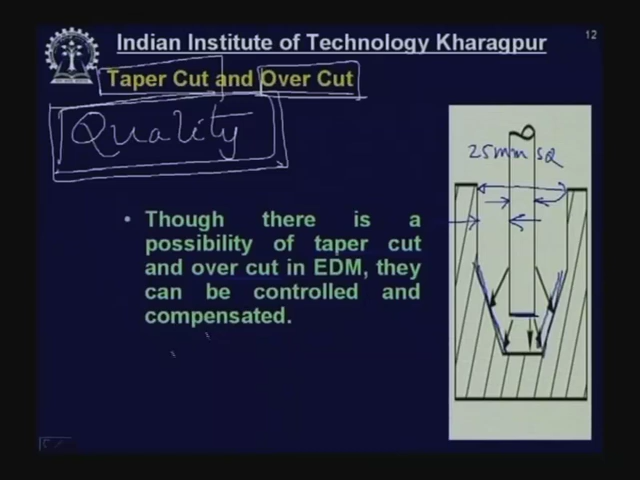 Indian Institute of Technology Kharagpur
12
Taper Cut and Over Cut
Quality
25mm SQ
• Though there is a
possibility of taper cut
and over cut in EDM, they
can be controlled and
compensated.